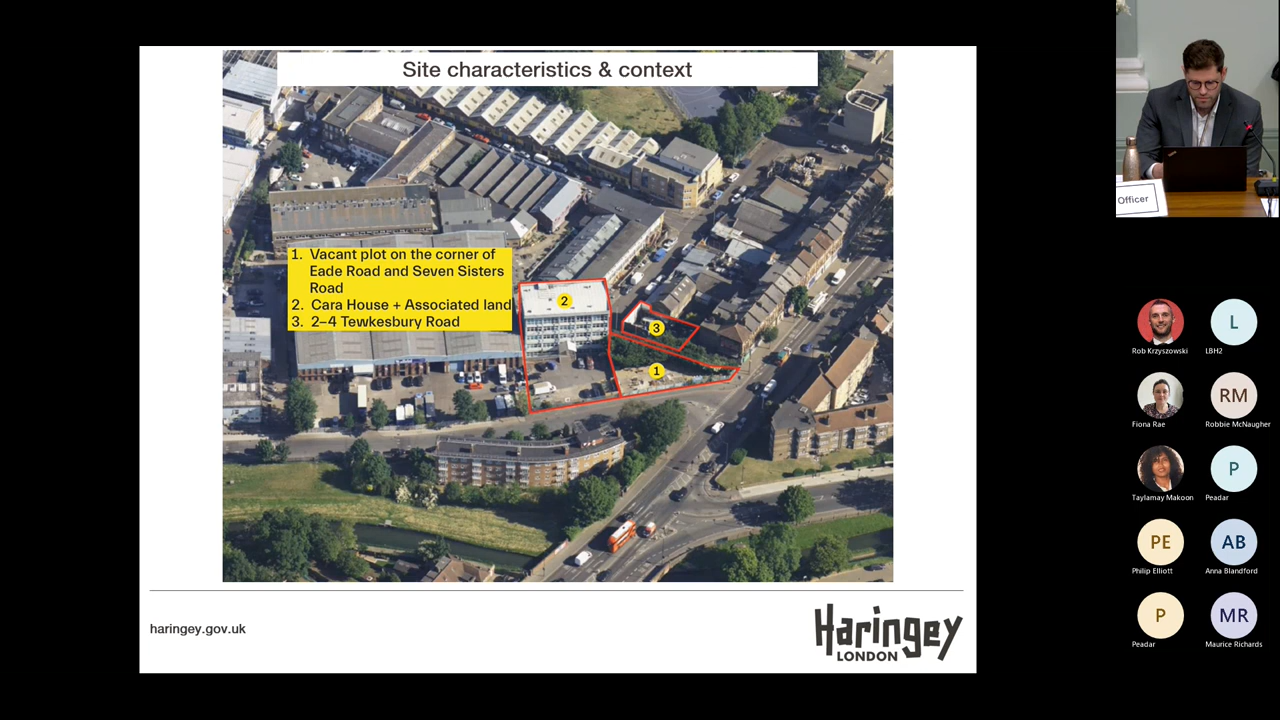 Site characteristics & context
1. Vacant plot on the corner of
Eade Road and Seven Sisters
Road
2. Cara House + Associated land
3. 2–4 Tewkesbury Road
2
3
1
haringey.gov.uk
Haringey
LONDON
Officer
Rob Krzyszowski
L
LBH2
Fiona Rae
RM
Robbie McNaugher
Taylamay Makoon
P
Peadar
PE
Philip Elliott
AB
Anna Blandford
P
Peadar
MR
Maurice Richards